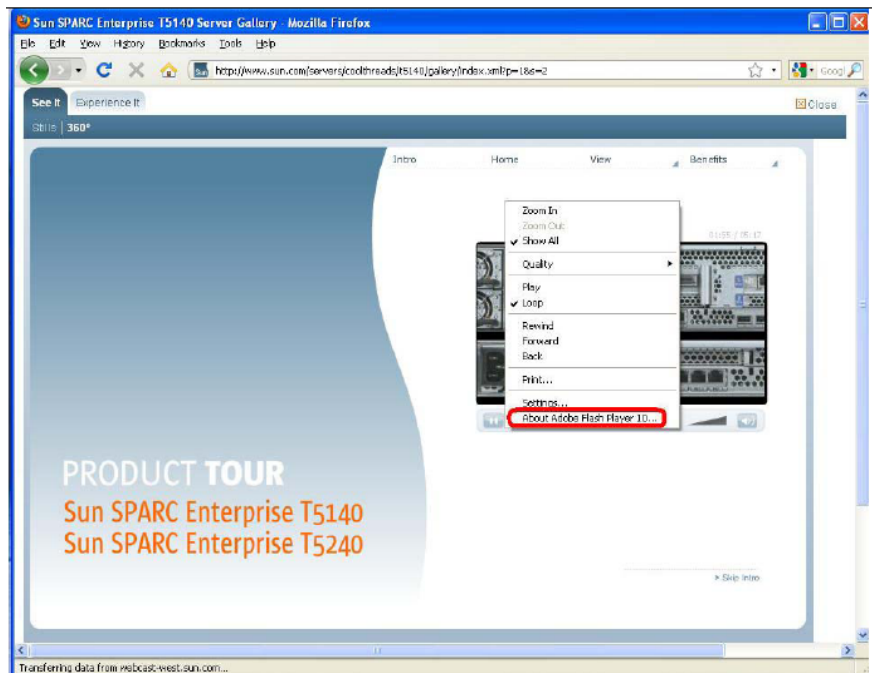 Sun SPARC Enterprise T5140 Server Gallery - Mozilla Firefox
File Edit View History Bookmarks Tools Help
http://www.sun.com/servers/coolthreads/t5140/gallery/index.xml?p=1&s=2
Googl
See It Experience It
Close
Stills | 360°
Intro Home View Benefits
Zoom In
Zoom Out
Show All
Quality
Play
Loop
Rewind
Forward
Back
Print...
Settings...
About Adobe Flash Player 10...
PRODUCT TOUR
Sun SPARC Enterprise T5140
Sun SPARC Enterprise T5240
> Skip Intro
Transferring data from webcast-west.sun.com...